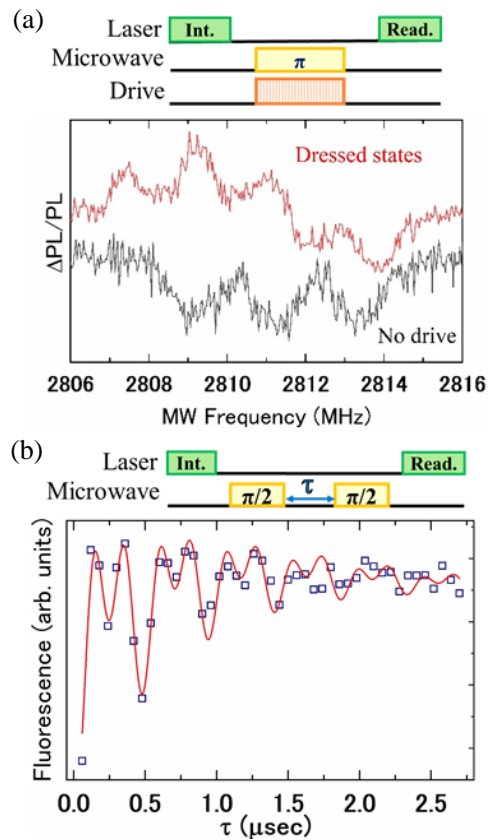 (a)
Laser Int. Read.
Microwave π
Drive
Dressed states
No drive
ΔPL/PL
2806 2808 2810 2812 2814 2816
MW Frequency (MHz)
(b)
Laser Int. Read.
Microwave π/2 τ π/2
Fluorescence (arb. units)
0.0 0.5 1.0 1.5 2.0 2.5
τ (μsec)